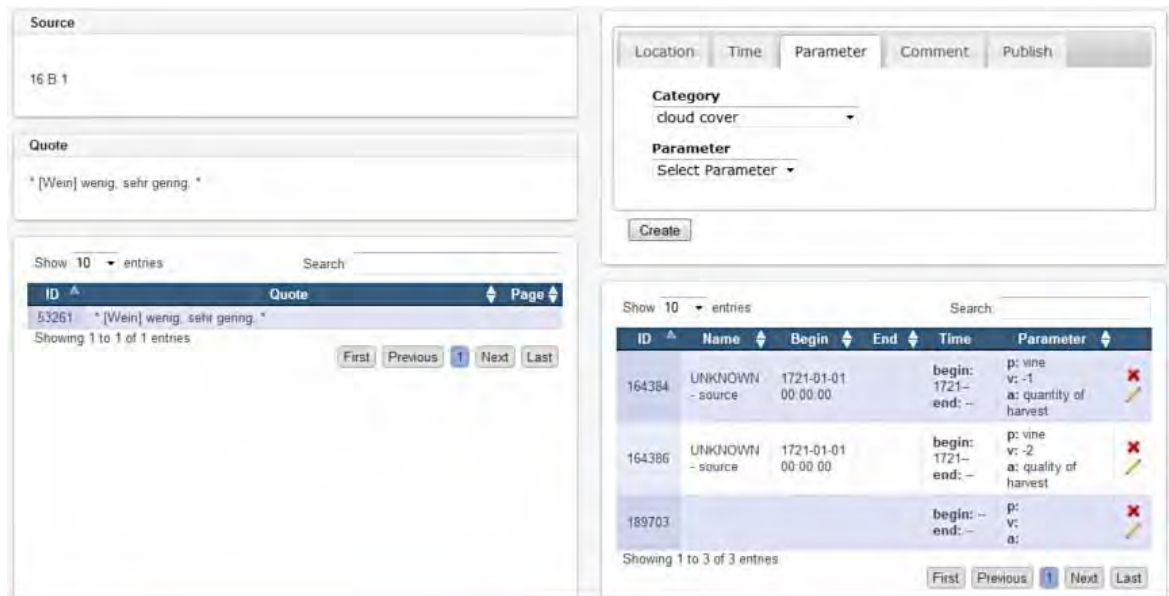 Source
16 B 1
Quote
* [Wein] wenig, sehr gering. *
Show 10 entries Search:
ID Quote Page
53261 * [Wein] wenig, sehr gering. *
Showing 1 to 1 of 1 entries
First Previous 1 Next Last
Location Time Parameter Comment Publish
Category
cloud cover
Parameter
Select Parameter
Create
Show 10 entries Search:
ID Name Begin End Time Parameter
164384 UNKNOWN - source 1721-01-01 00:00:00 begin: 1721-- end: -- p: vine v: -1 a: quantity of harvest
164386 UNKNOWN - source 1721-01-01 00:00:00 begin: 1721-- end: -- p: vine v: -2 a: quality of harvest
189703 begin: -- end: -- p: v: a:
Showing 1 to 3 of 3 entries
First Previous 1 Next Last